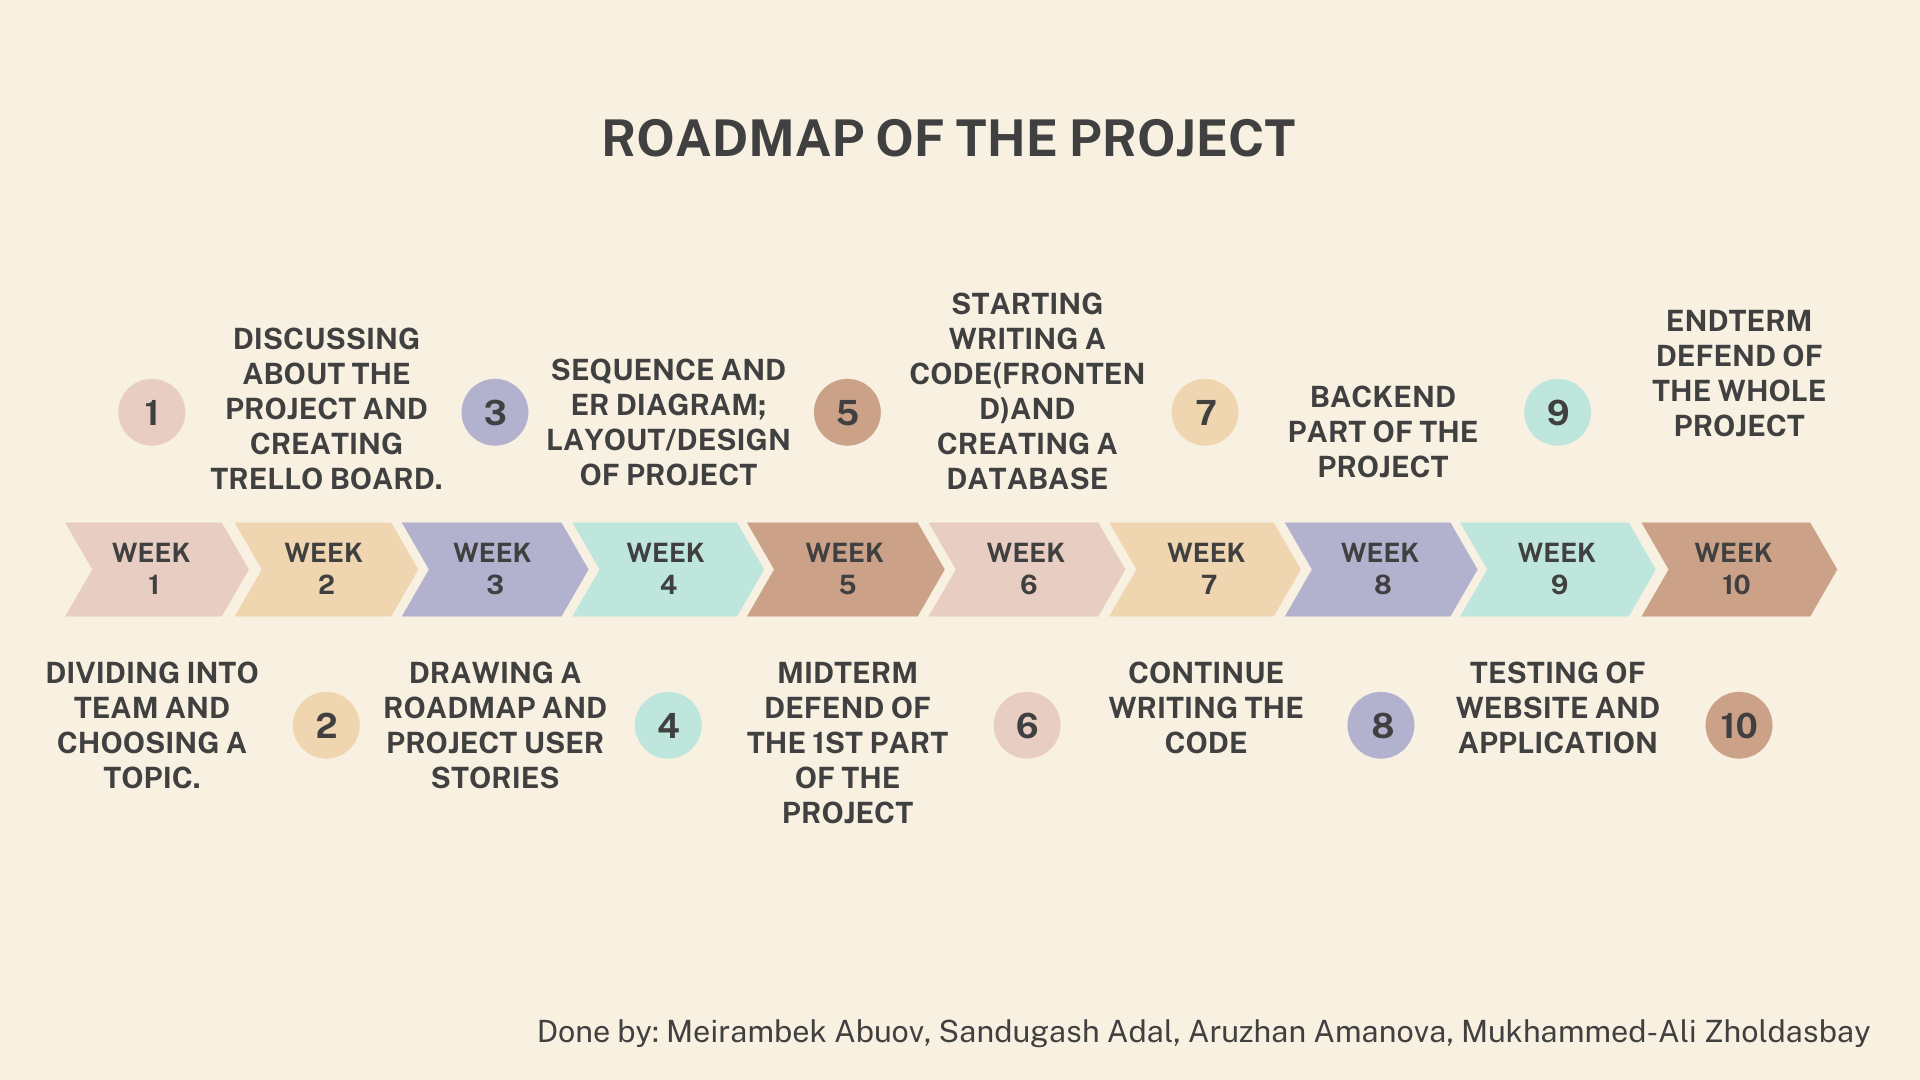 ROADMAP OF THE PROJECT
1
DISCUSSING
ABOUT THE
PROJECT AND
CREATING
TRELLO BOARD.
3
SEQUENCE AND
ER DIAGRAM;
LAYOUT/DESIGN
OF PROJECT
5
STARTING
WRITING A
CODE(FRONTEN
D)AND
CREATING A
DATABASE
7
BACKEND
PART OF THE
PROJECT
9
ENDTERM
DEFEND OF
THE WHOLE
PROJECT
WEEK
1
WEEK
2
WEEK
3
WEEK
4
WEEK
5
WEEK
6
WEEK
7
WEEK
8
WEEK
9
WEEK
10
DIVIDING INTO
TEAM AND
CHOOSING A
TOPIC.
2
DRAWING A
ROADMAP AND
PROJECT USER
STORIES
4
MIDTERM
DEFEND OF
THE 1ST PART
OF THE
PROJECT
6
CONTINUE
WRITING THE
CODE
8
TESTING OF
WEBSITE AND
APPLICATION
10
Done by: Meirambek Abuov, Sandugash Adal, Aruzhan Amanova, Mukhammed-Ali Zholdasbay